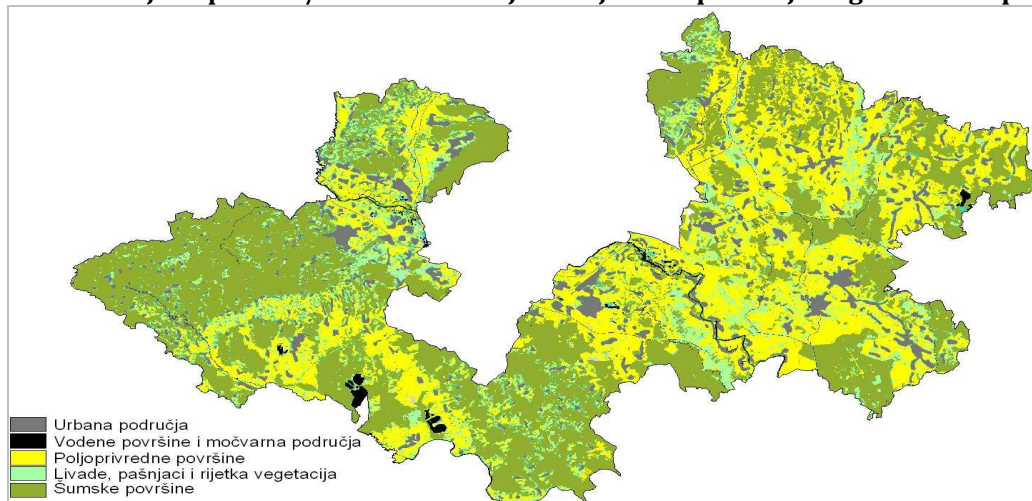 Urbana područja
Vodene površine i močvarna područja
Poljoprivredne površine
Livade, pašnjaci i rijetka vegetacija
Šumske površine